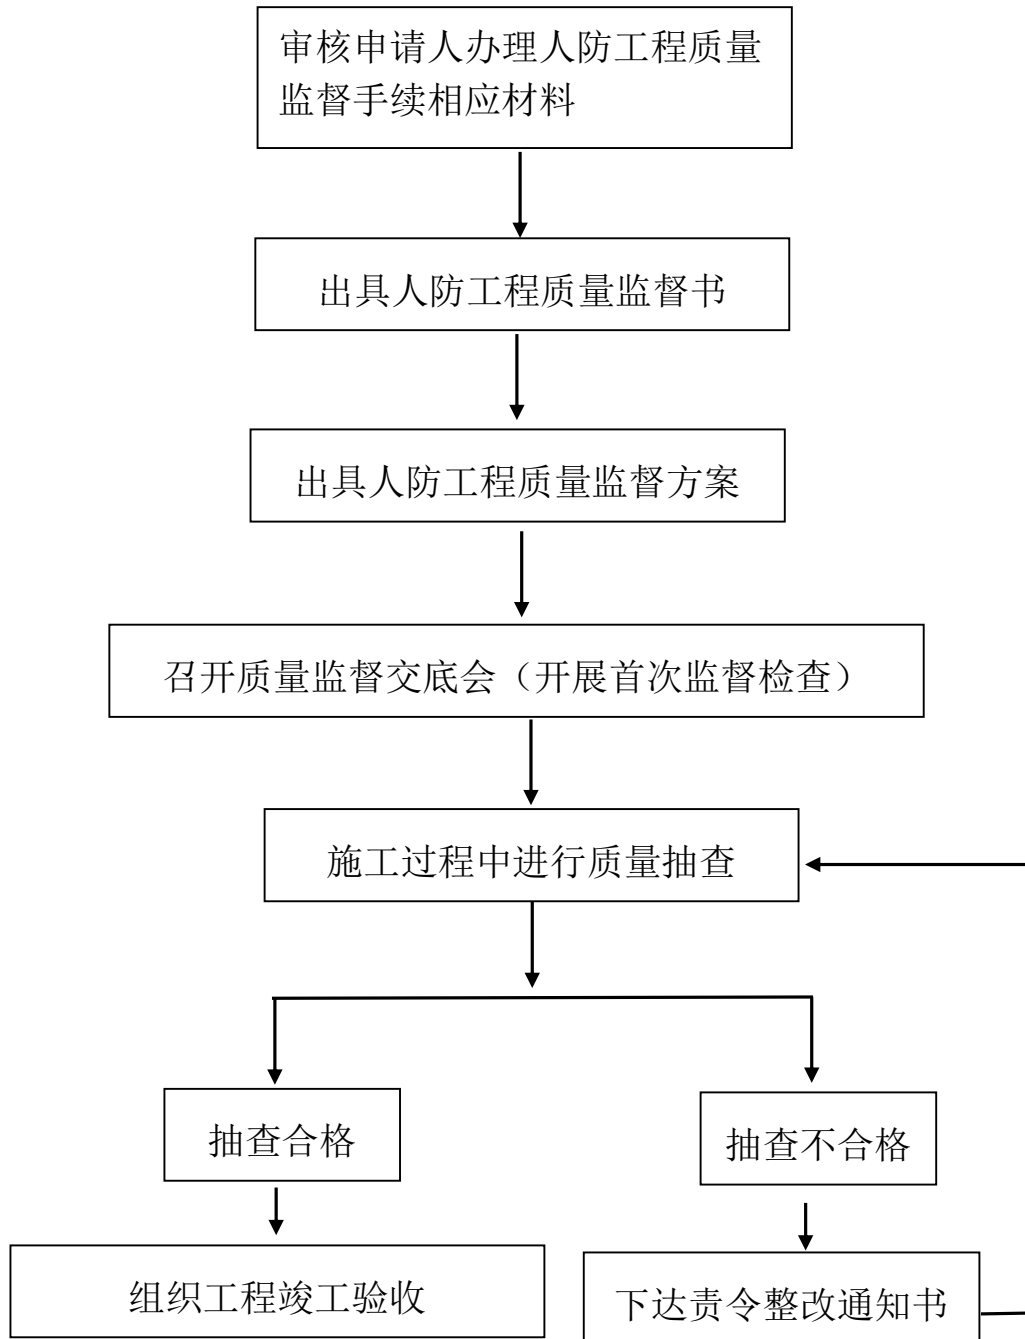 审核申请人办理人防工程质量
监督手续相应材料
出具人防工程质量监督书
出具人防工程质量监督方案
召开质量监督交底会（开展首次监督检查）
施工过程中进行质量抽查
抽查合格
抽查不合格
组织工程竣工验收
下达责令整改通知书